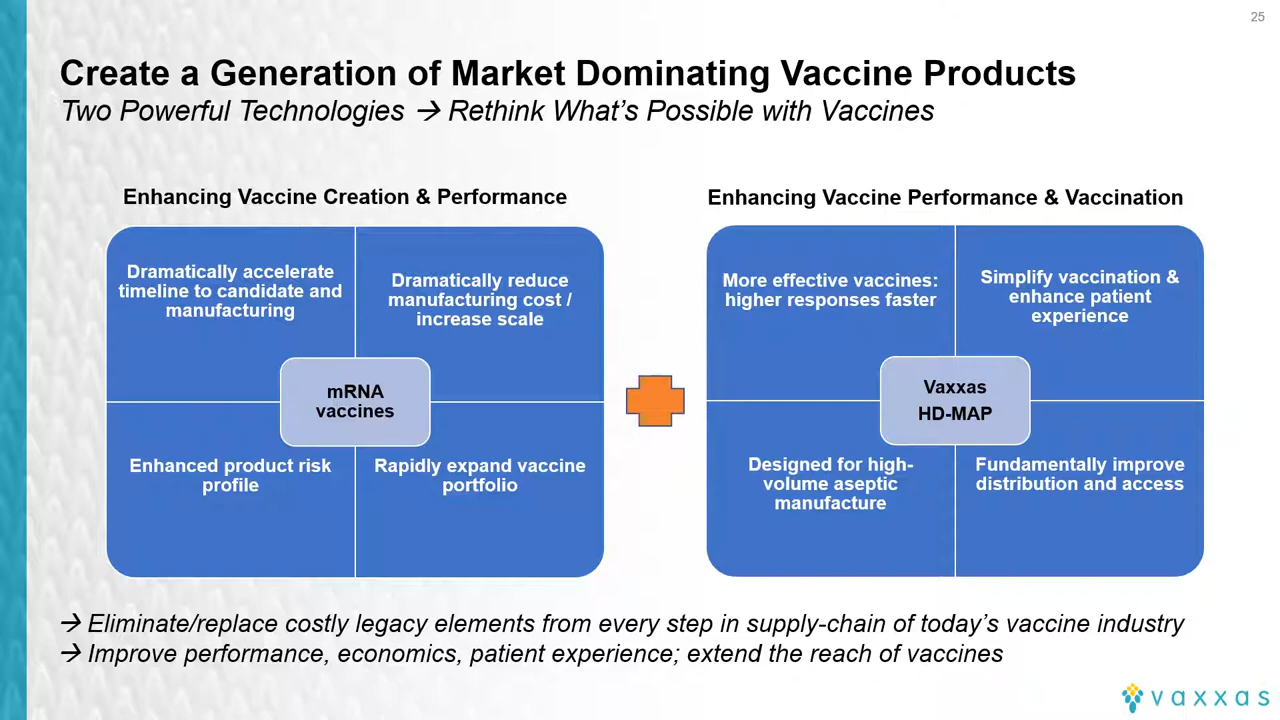 25
Create a Generation of Market Dominating Vaccine Products
Two Powerful Technologies → Rethink What's Possible with Vaccines
Enhancing Vaccine Creation & Performance
Dramatically accelerate
timeline to candidate and
manufacturing
Dramatically reduce
manufacturing cost /
increase scale
mRNA
vaccines
Enhanced product risk
profile
Rapidly expand vaccine
portfolio
Enhancing Vaccine Performance & Vaccination
More effective vaccines:
higher responses faster
Simplify vaccination &
enhance patient
experience
Vaxxas
HD-MAP
Designed for high-
volume aseptic
manufacture
Fundamentally improve
distribution and access
→ Eliminate/replace costly legacy elements from every step in supply-chain of today's vaccine industry
→ Improve performance, economics, patient experience; extend the reach of vaccines
vaxxas